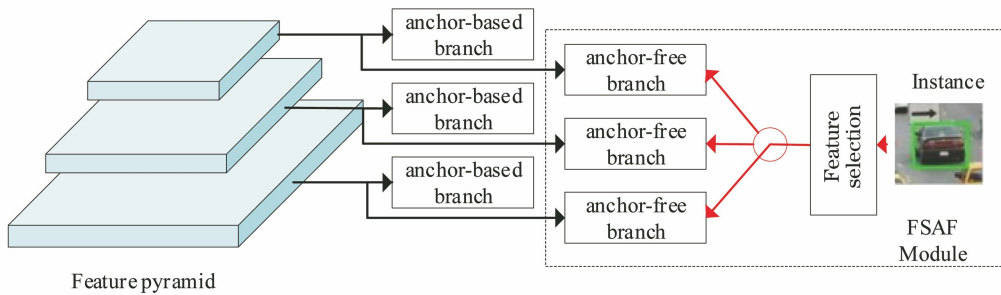 anchor-based
branch
anchor-free
branch
anchor-based
branch
anchor-free
branch
anchor-based
branch
anchor-free
branch
Feature
selection
Instance
FSAF
Module
Feature pyramid